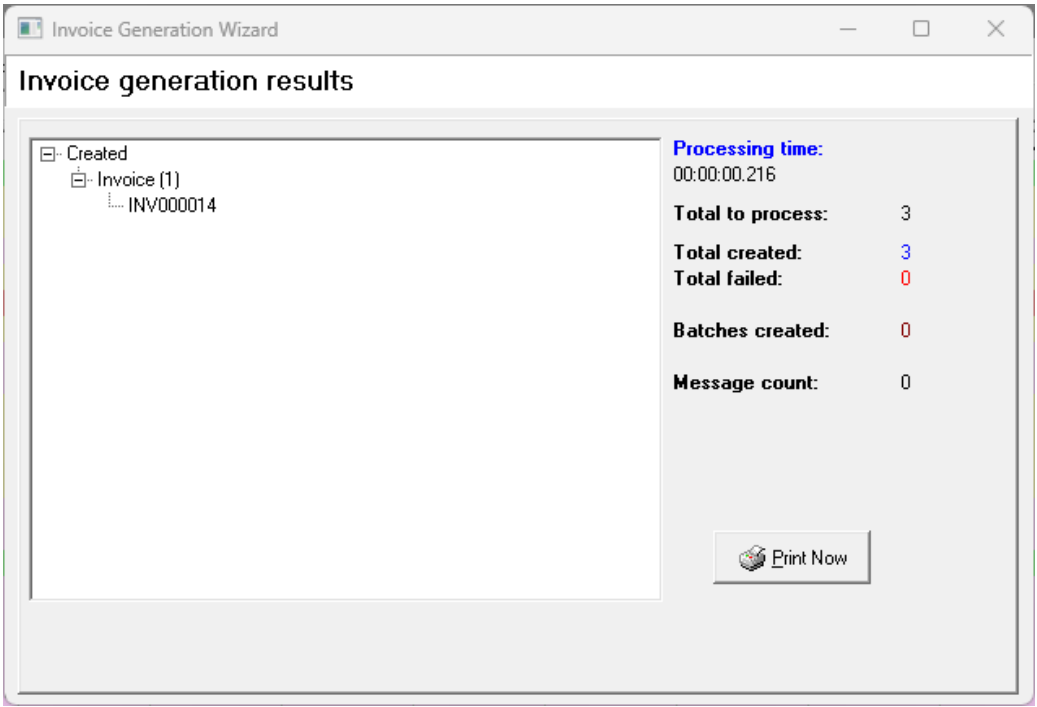 Invoice Generation Wizard
Invoice generation results
Created
Invoice (1)
INV000014
Processing time:
00:00:00.216
Total to process: 3
Total created: 3
Total failed: 0
Batches created: 0
Message count: 0
Print Now